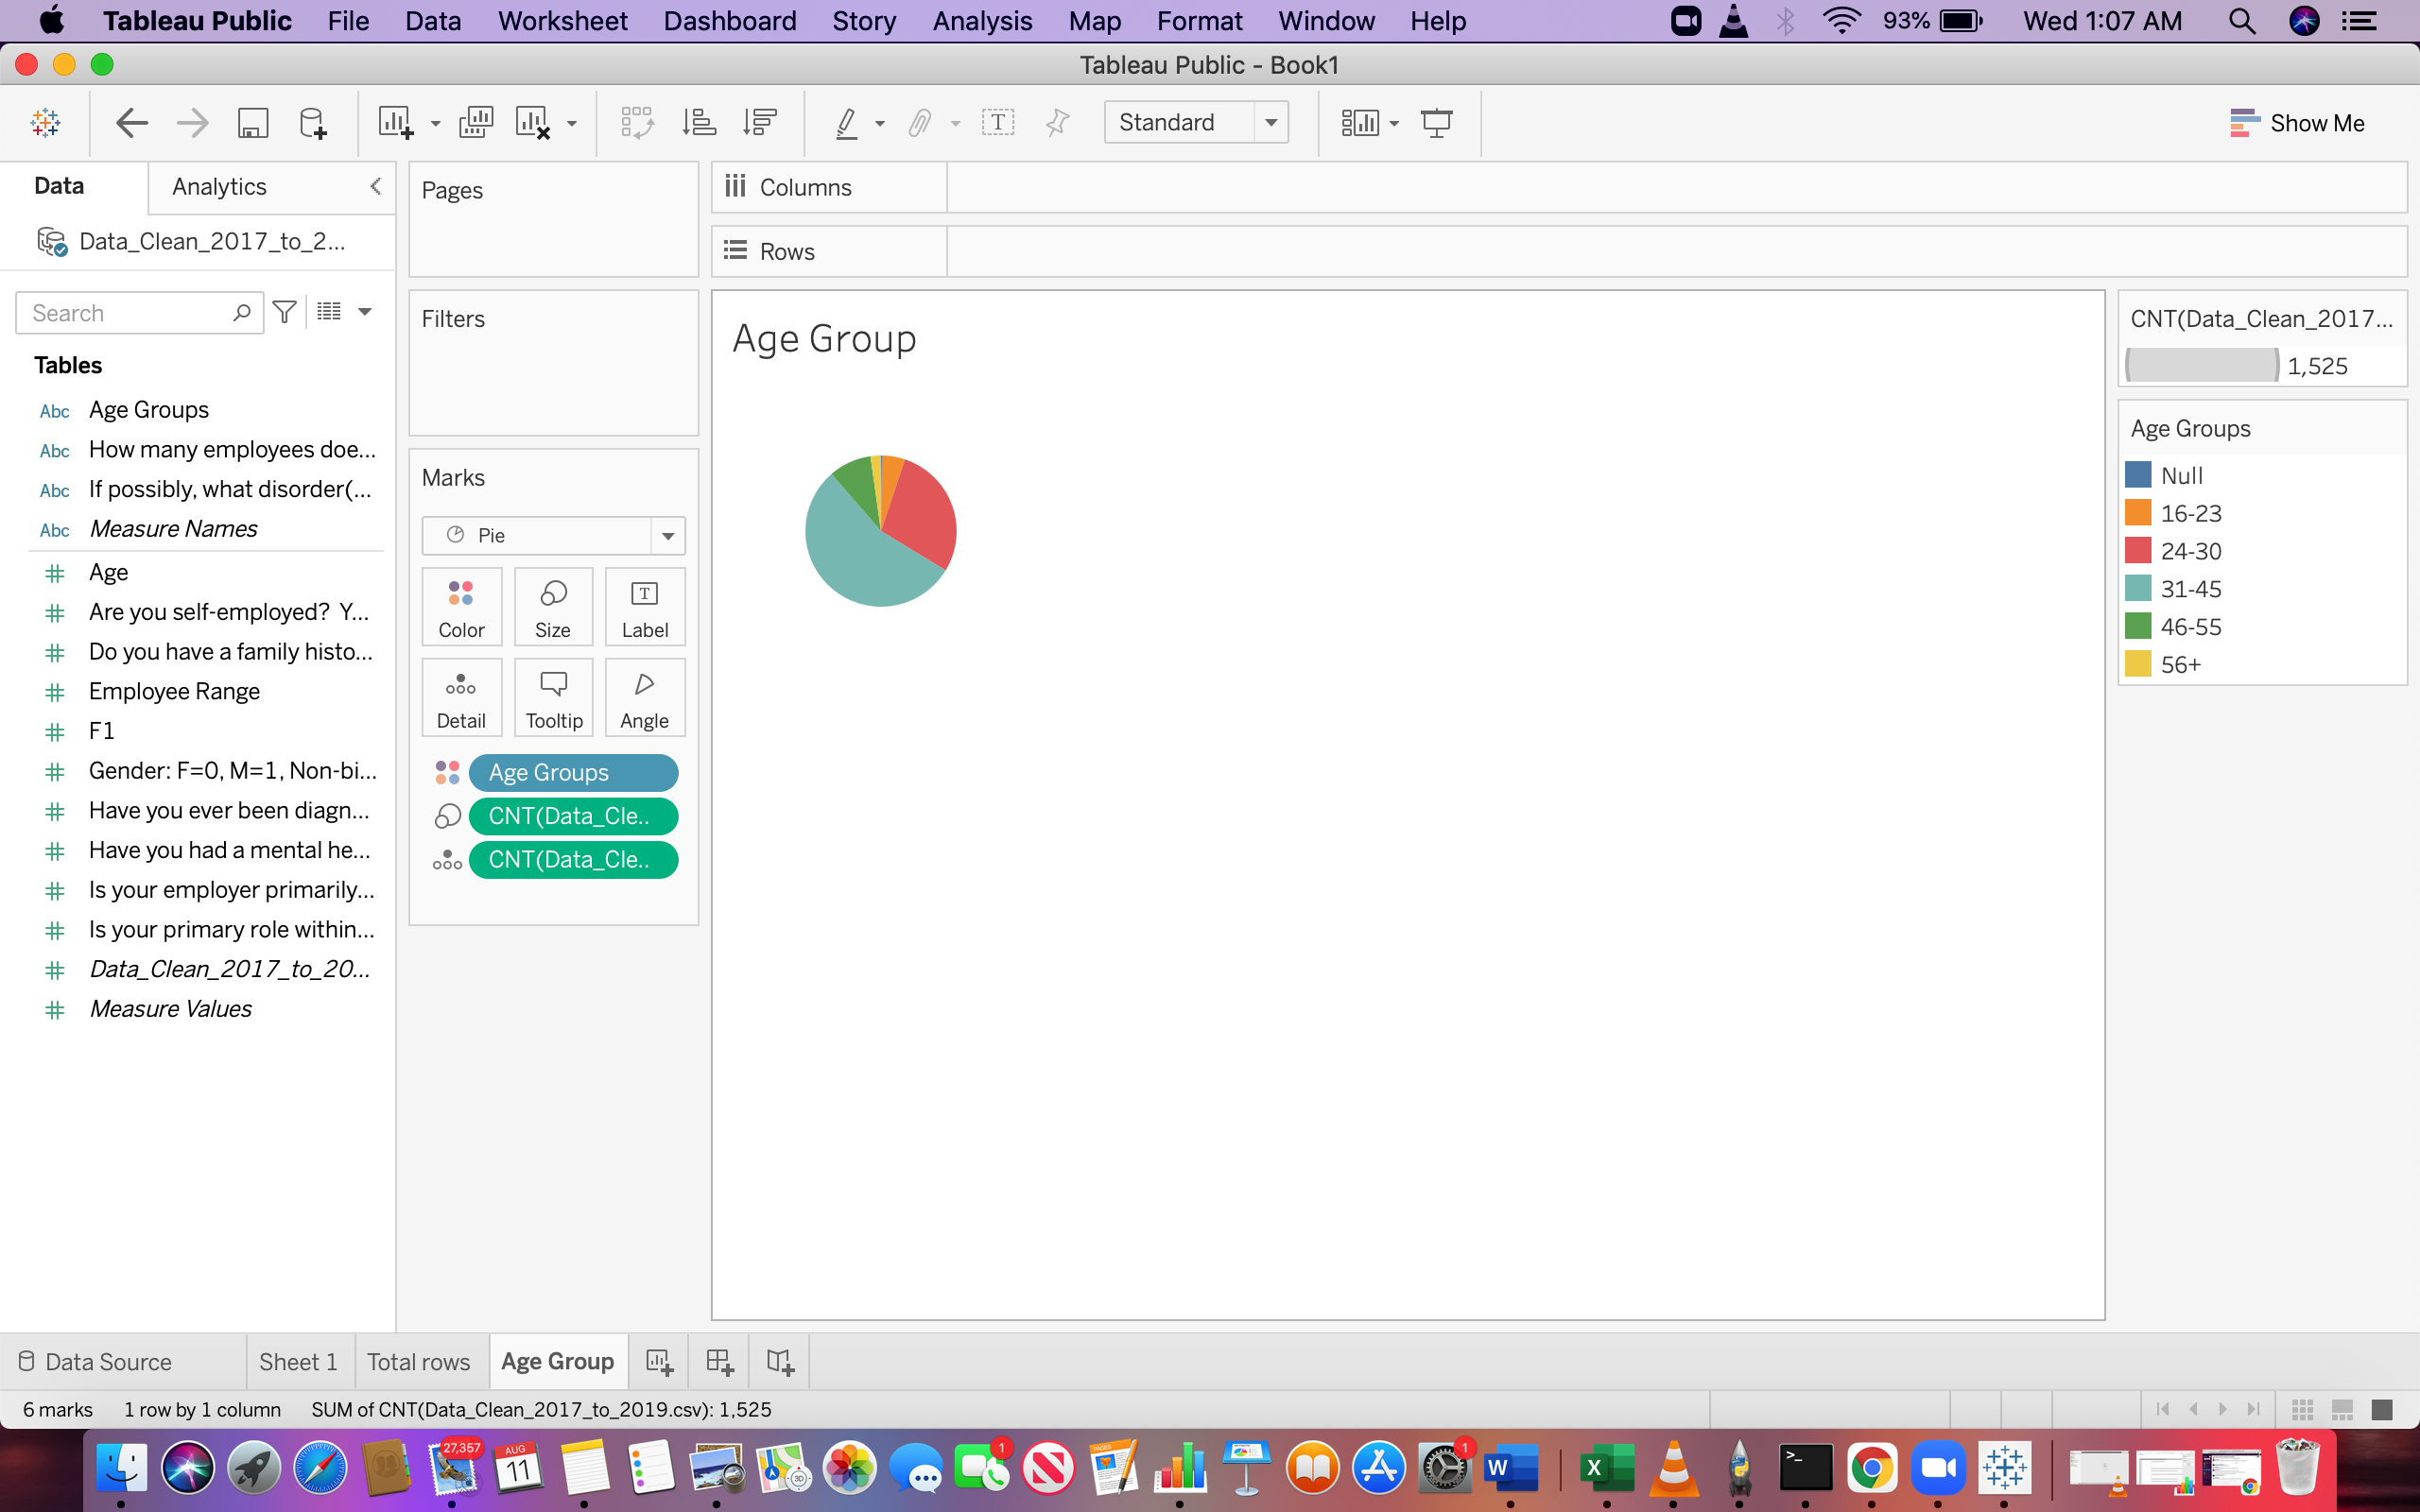 Tableau Public File Data Worksheet Dashboard Story Analysis Map Format Window Help 93% Wed 1:07 AM
Tableau Public - Book1
Standard Show Me
Data Analytics
Data_Clean_2017_to_2...
Search
Tables
Abc Age Groups
Abc How many employees doe...
Abc If possibly, what disorder(...
Abc Measure Names
Age
Are you self-employed? Y...
Do you have a family histo...
Employee Range
F1
Gender: F=0, M=1, Non-bi...
Have you ever been diagn...
Have you had a mental he...
Is your employer primarily...
Is your primary role within...
Data_Clean_2017_to_20...
Measure Values
Pages
Filters
Marks
Pie
Color Size Label
Detail Tooltip Angle
Age Groups
CNT(Data_Cle..
CNT(Data_Cle..
Columns
Rows
Age Group
CNT(Data_Clean_2017...
1,525
Age Groups
Null
16-23
24-30
31-45
46-55
56+
Data Source Sheet 1 Total rows Age Group
6 marks 1 row by 1 column SUM of CNT(Data_Clean_2017_to_2019.csv): 1,525
27,357
AUG
11
3D
1
PAGES
1
W
X
>_